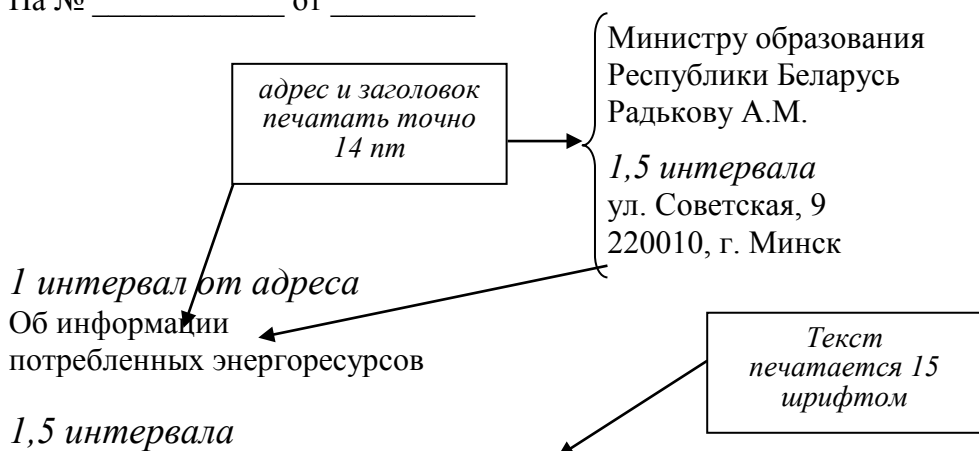 На № ____________ от _________
Министру образования
Республики Беларусь
Радькову А.М.
адрес и заголовок
печатать точно
14 пт
1,5 интервала
ул. Советская, 9
220010, г. Минск
1 интервал от адреса
Об информации
потребленных энергоресурсов
Текст
печатается 15
шрифтом
1,5 интервала